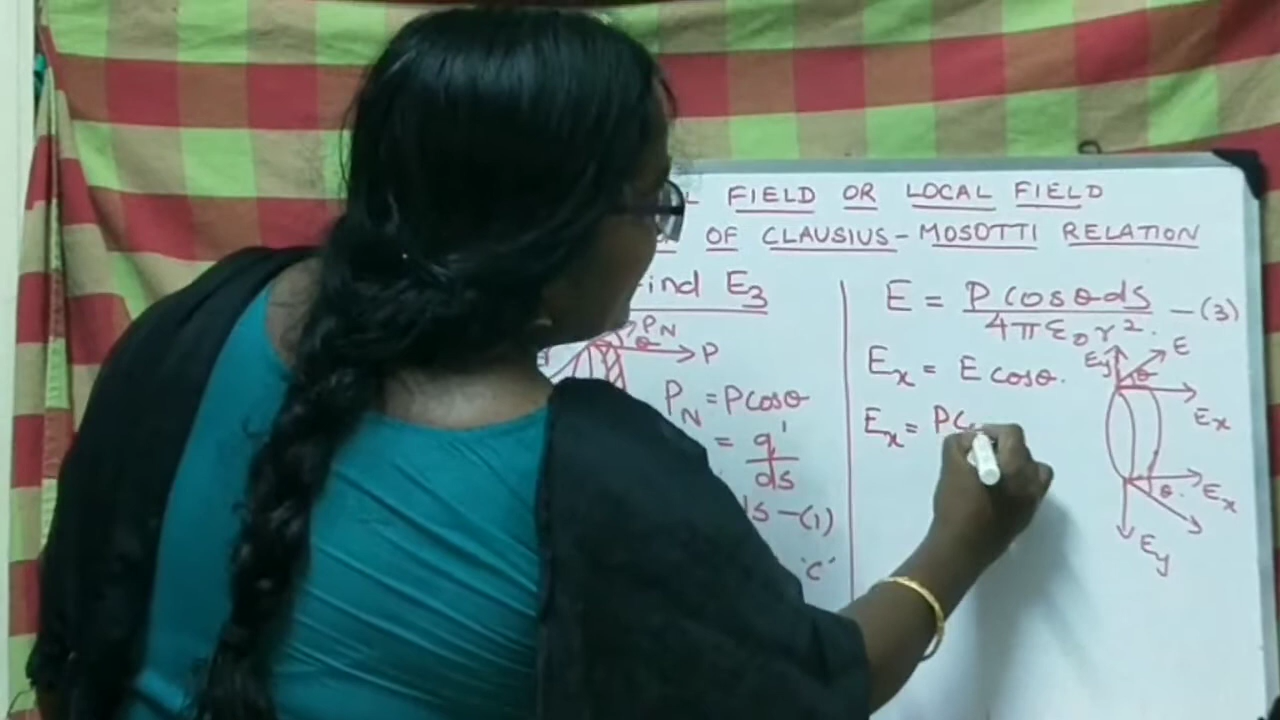 FIELD OR LOCAL FIELD
OF CLAUSIUS-MOSOTTI RELATION
ind E3
PN
θ
P
PN = Pcosθ
= q'/ds
ds -(1)
'c'
E = P cosθ ds / 4πε0r². -(3)
Ex = E cosθ.
Ex = PC
Ey
E
θ
Ex
Ex
θ.
Ey